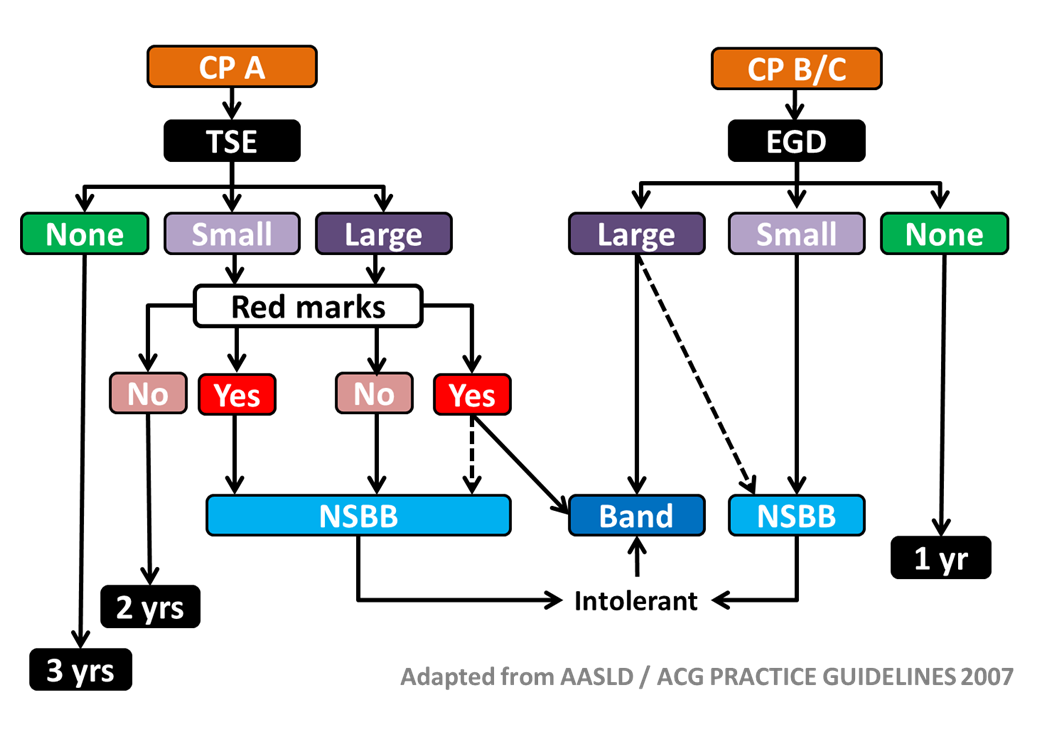 CP A
CP B/C
TSE
EGD
None
Small
Large
Large
Small
None
Red marks
No
Yes
No
Yes
NSBB
Band
NSBB
1 yr
Intolerant
2 yrs
3 yrs
Adapted from AASLD / ACG PRACTICE GUIDELINES 2007